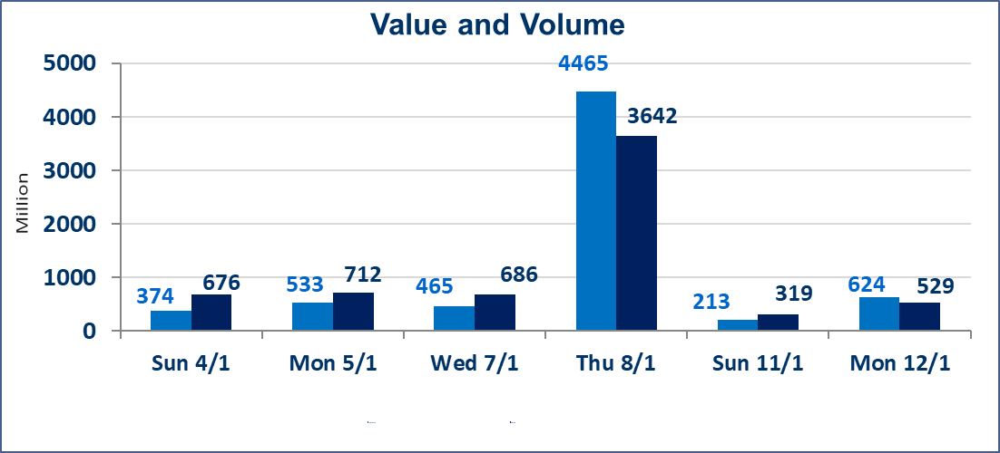 Value and Volume
Million
5000
4000
3000
2000
1000
0
374
676
533
712
465
686
4465
3642
213
319
624
529
Sun 4/1
Mon 5/1
Wed 7/1
Thu 8/1
Sun 11/1
Mon 12/1